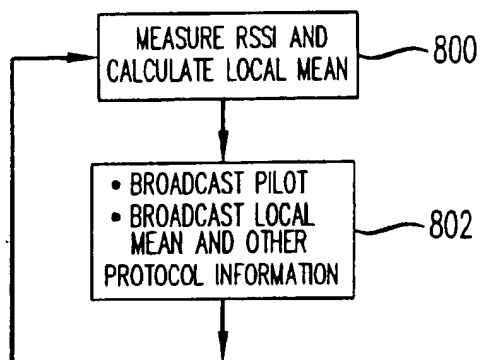 MEASURE RSSI AND
CALCULATE LOCAL MEAN
800
• BROADCAST PILOT
• BROADCAST LOCAL
MEAN AND OTHER
PROTOCOL INFORMATION
802